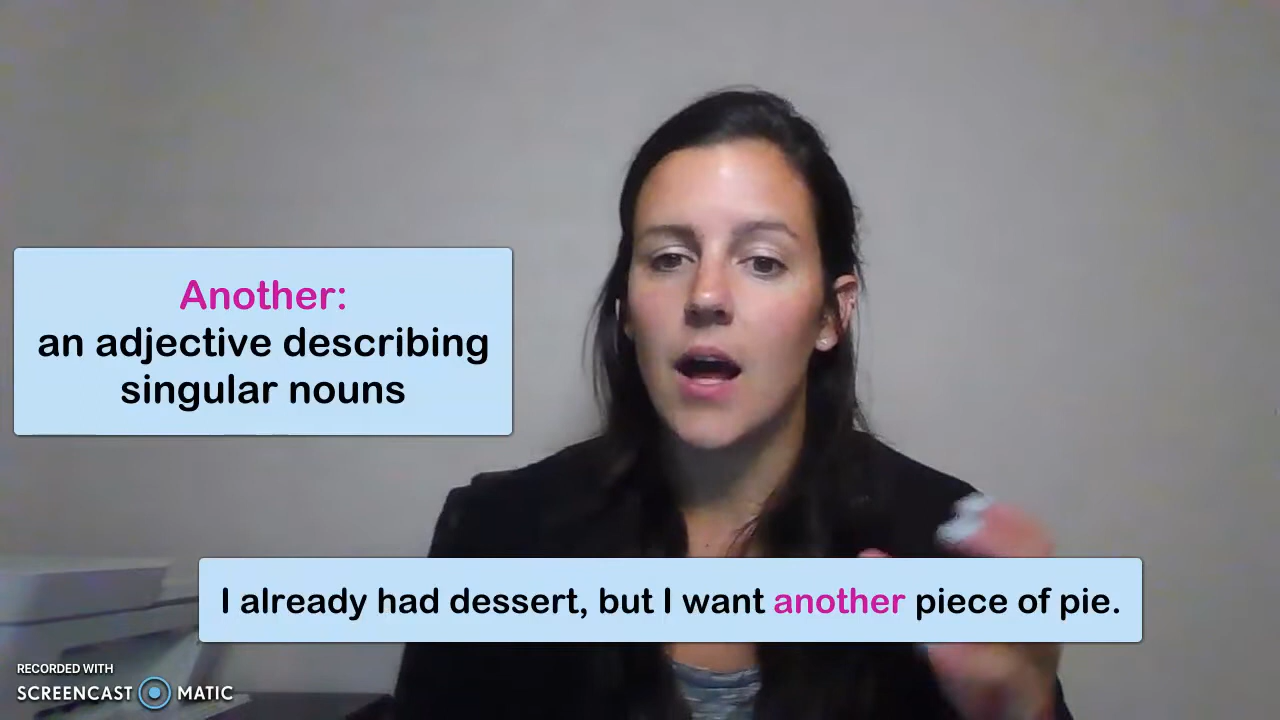 Another:
an adjective describing
singular nouns
I already had dessert, but I want another piece of pie.
RECORDED WITH
SCREENCAST MATIC